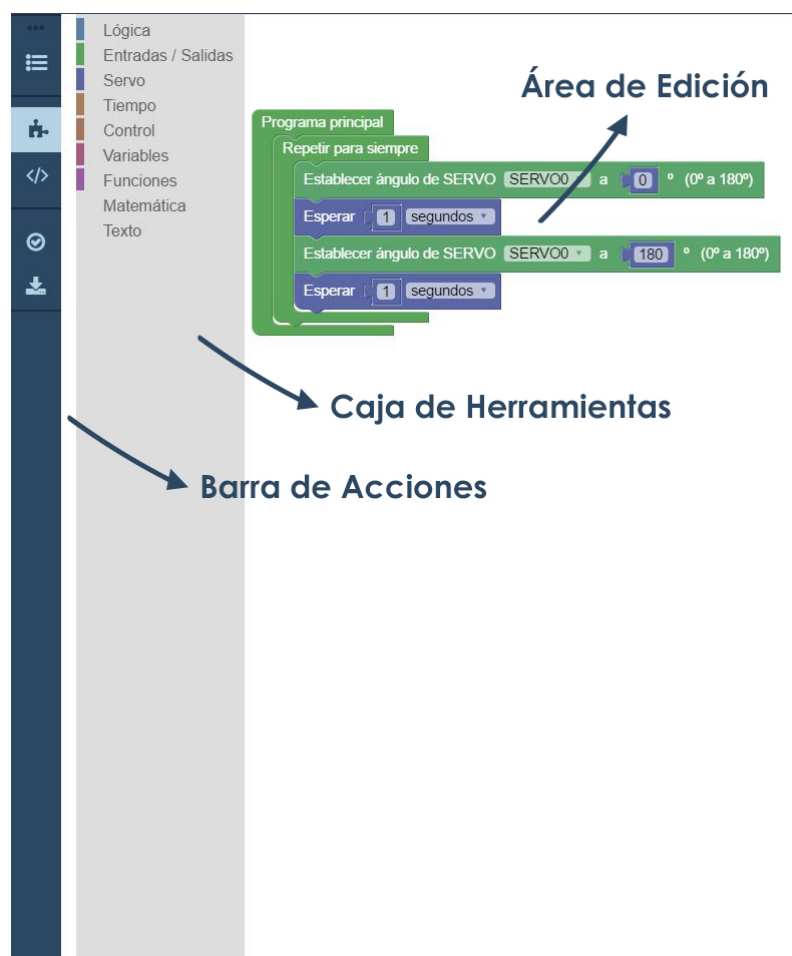 Lógica
Entradas / Salidas
Servo
Tiempo
Control
Variables
Funciones
Matemática
Texto
Área de Edición
Programa principal
Repetir para siempre
Establecer ángulo de SERVO SERVO0 a 0 º (0º a 180º)
Esperar 1 segundos
Establecer ángulo de SERVO SERVO0 a 180 º (0º a 180º)
Esperar 1 segundos
Caja de Herramientas
Barra de Acciones